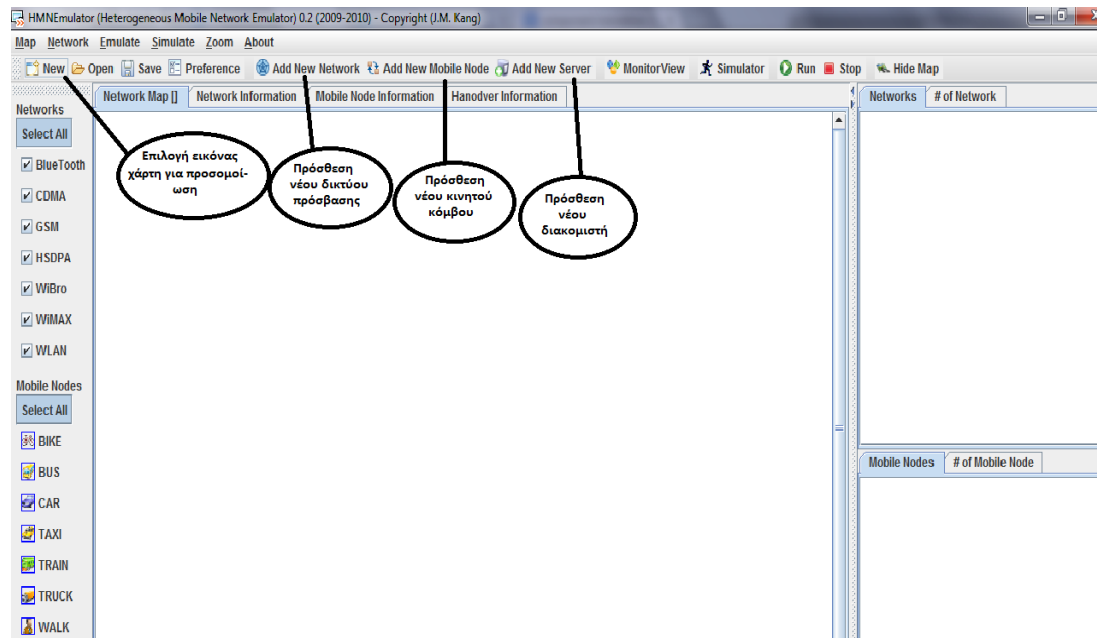 HMNEmulator (Heterogeneous Mobile Network Emulator) 0.2 (2009-2010) - Copyright (J.M. Kang)
Map Network Emulate Simulate Zoom About
New Open Save Preference Add New Network Add New Mobile Node Add New Server MonitorView Simulator Run Stop Hide Map
Network Map [] Network Information Mobile Node Information Hanodver Information
Networks # of Network
Networks
Select All
BlueTooth
CDMA
GSM
HSDPA
WiBro
WiMAX
WLAN
Mobile Nodes
Select All
BIKE
BUS
CAR
TAXI
TRAIN
TRUCK
WALK
Επιλογή εικόνας
χάρτη για προσομοί-
ωση
Πρόσθεση
νέου δικτύου
πρόσβασης
Πρόσθεση
νέου κινητού
κόμβου
Πρόσθεση
νέου
διακομιστή
Mobile Nodes # of Mobile Node